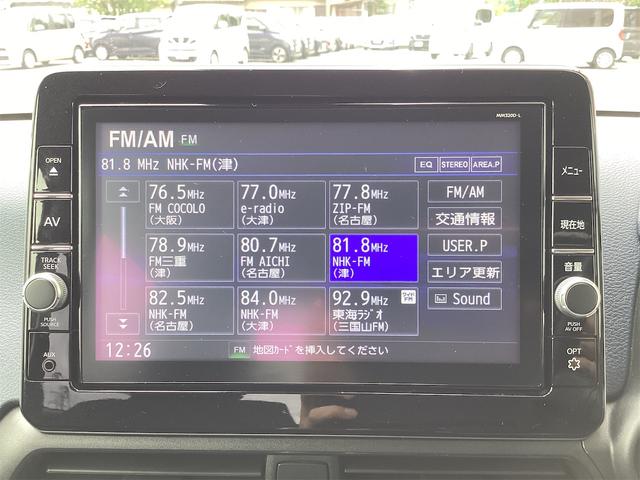 MM320D-L
OPEN
AV
TRACK
SEEK
PUSH
SOURCE
AUX
FM/AM FM
81.8 MHz NHK-FM(津)
EQ STEREO AREA.P
76.5MHz
FM COCOLO
(大阪)
77.0MHz
e-radio
(大津)
77.8MHz
ZIP-FM
(名古屋)
78.9MHz
FM三重
(津)
80.7MHz
FM AICHI
(名古屋)
81.8MHz
NHK-FM
(津)
82.5MHz
NHK-FM
(名古屋)
84.0MHz
NHK-FM
(大津)
92.9MHz ワイドFM
東海ラジオ
(三国山FM)
FM/AM
交通情報
USER.P
エリア更新
Sound
12:26
FM 地図カードを挿入してください
メニュー
現在地
音量
PUSH
AV OFF
OPT